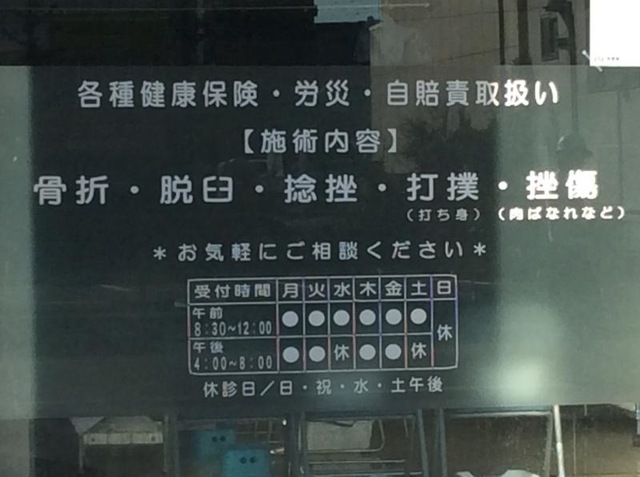 各種健康保険・労災・自賠責取扱い
【施術内容】
骨折・脱臼・捻挫・打撲・挫傷
(打ち身) (肉ばなれなど)
*お気軽にご相談ください*
受付時間 月 火 水 木 金 土 日
午前 8:30~12:00 ● ● ● ● ● ● 休
午後 4:00~8:00 ● ● 休 ● ● 休
休診日/日・祝・水・土午後